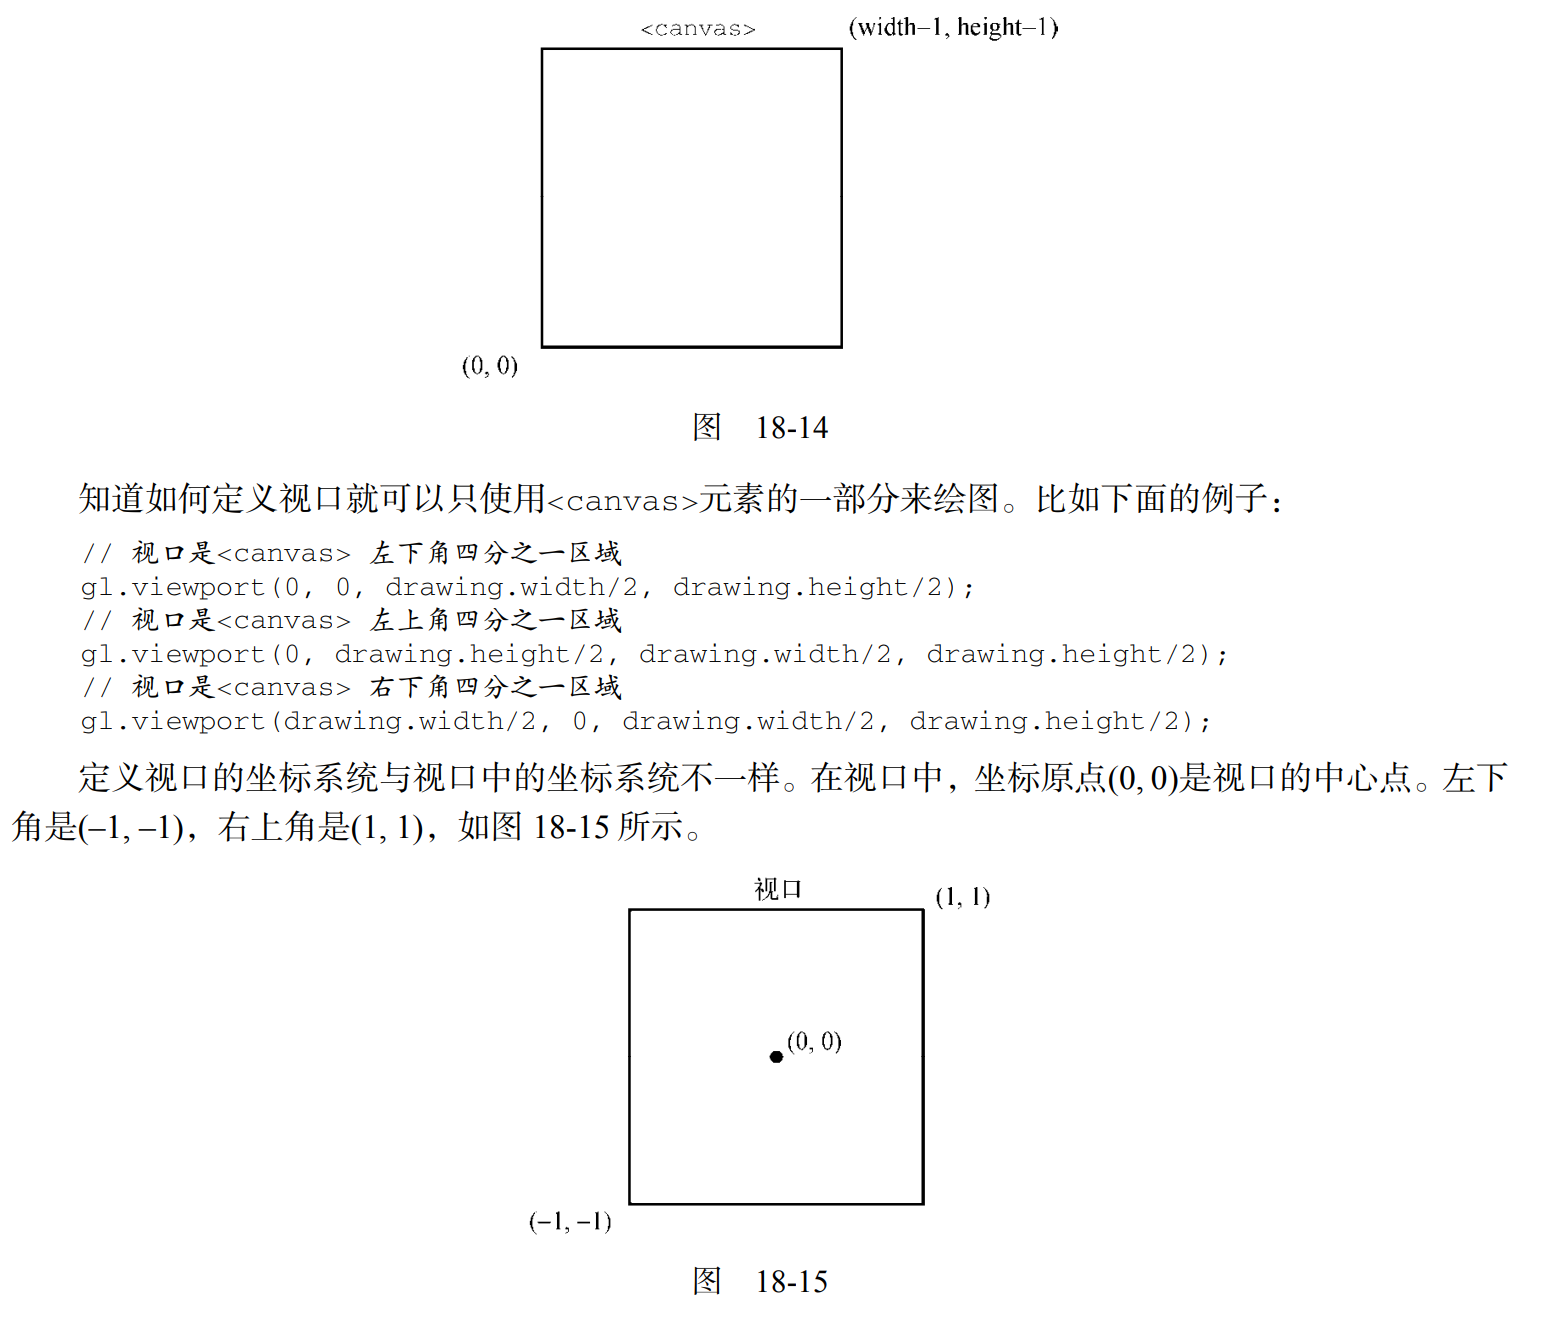 <canvas> (width–1, height–1)
(0, 0)
图 18-14
知道如何定义视口就可以只使用<canvas>元素的一部分来绘图。比如下面的例子：
// 视口是<canvas> 左下角四分之一区域
gl.viewport(0, 0, drawing.width/2, drawing.height/2);
// 视口是<canvas> 左上角四分之一区域
gl.viewport(0, drawing.height/2, drawing.width/2, drawing.height/2);
// 视口是<canvas> 右下角四分之一区域
gl.viewport(drawing.width/2, 0, drawing.width/2, drawing.height/2);
定义视口的坐标系统与视口中的坐标系统不一样。在视口中，坐标原点(0, 0)是视口的中心点。左下
角是(–1, –1)，右上角是(1, 1)，如图 18-15 所示。
视口 (1, 1)
(0, 0)
(–1, –1)
图 18-15